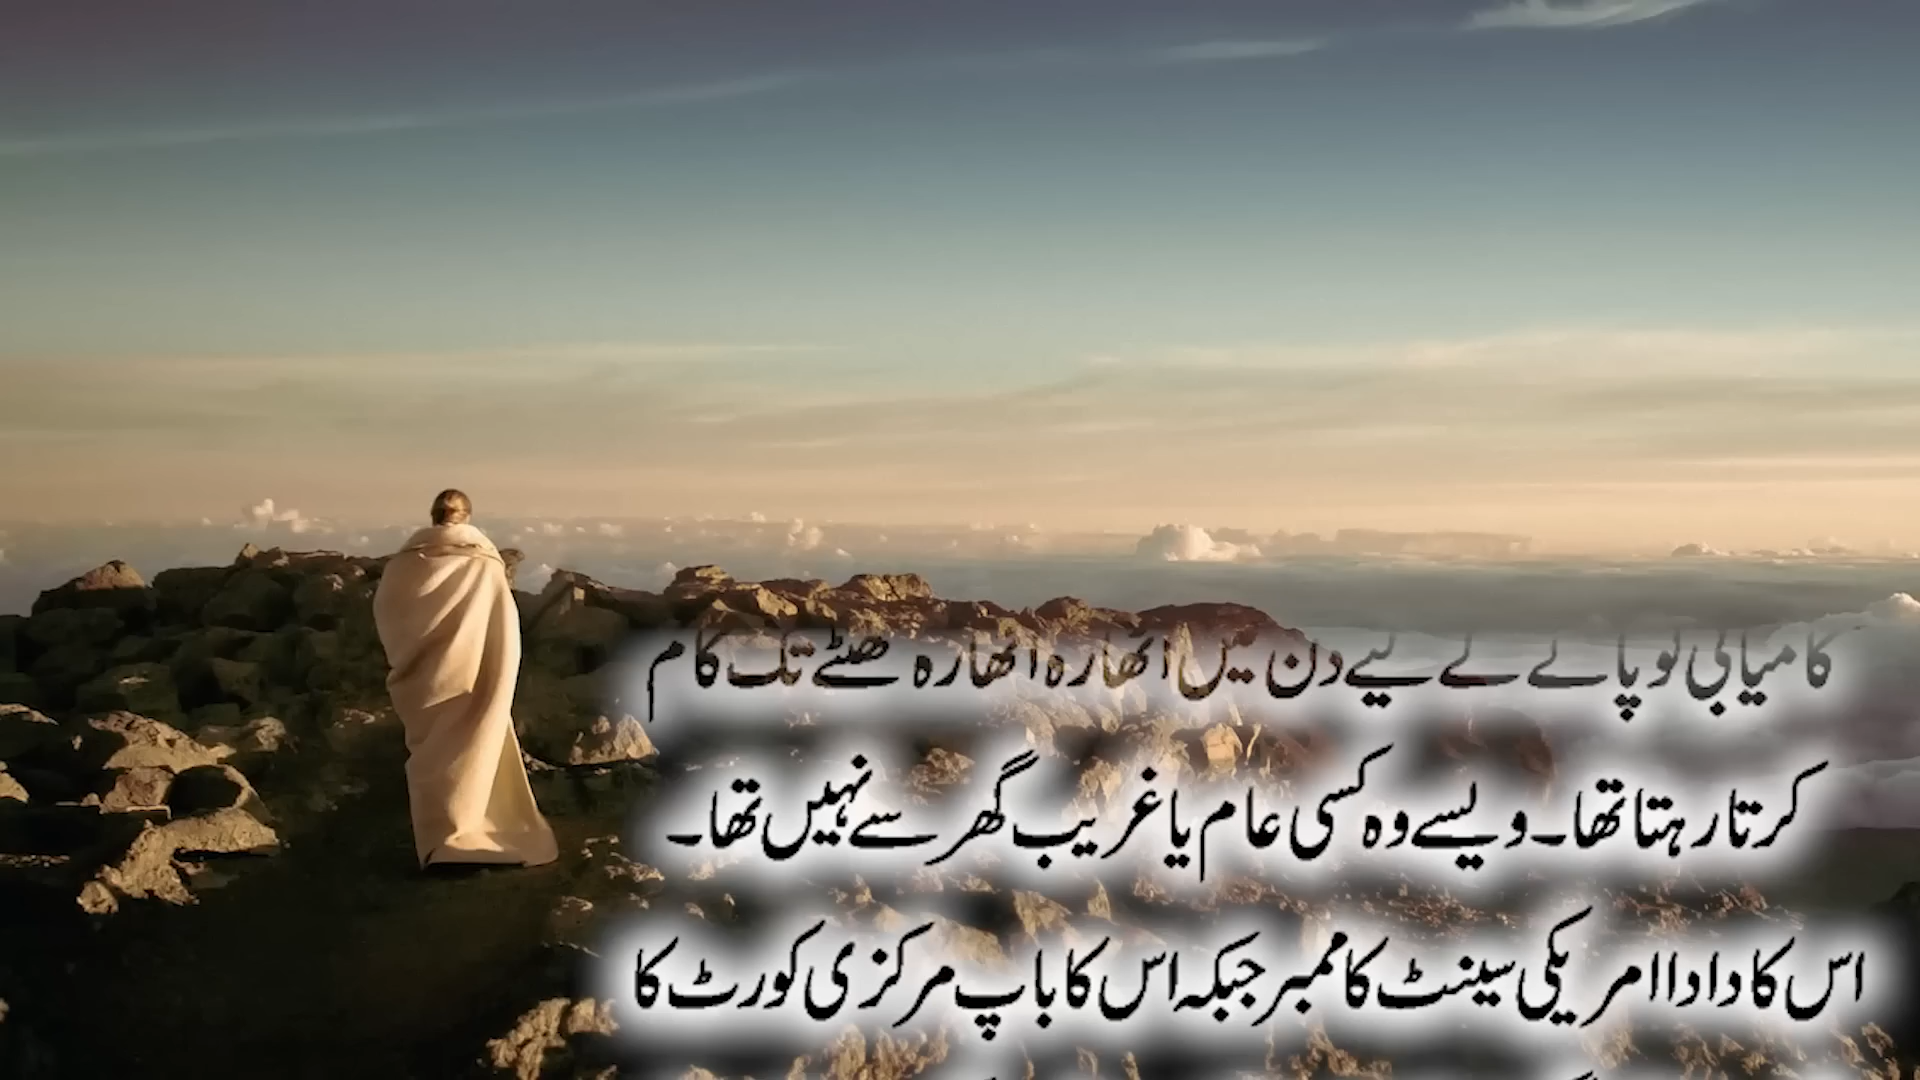 کامیابی کو پانے کے لیے دن میں اٹھارہ اٹھارہ گھنٹے تک کام
کرتا رہتا تھا۔ ویسے وہ کسی عام یا غریب گھر سے نہیں تھا۔
اس کا دادا امریکی سینٹ کا ممبر جبکہ اس کا باپ مرکزی کورٹ کا